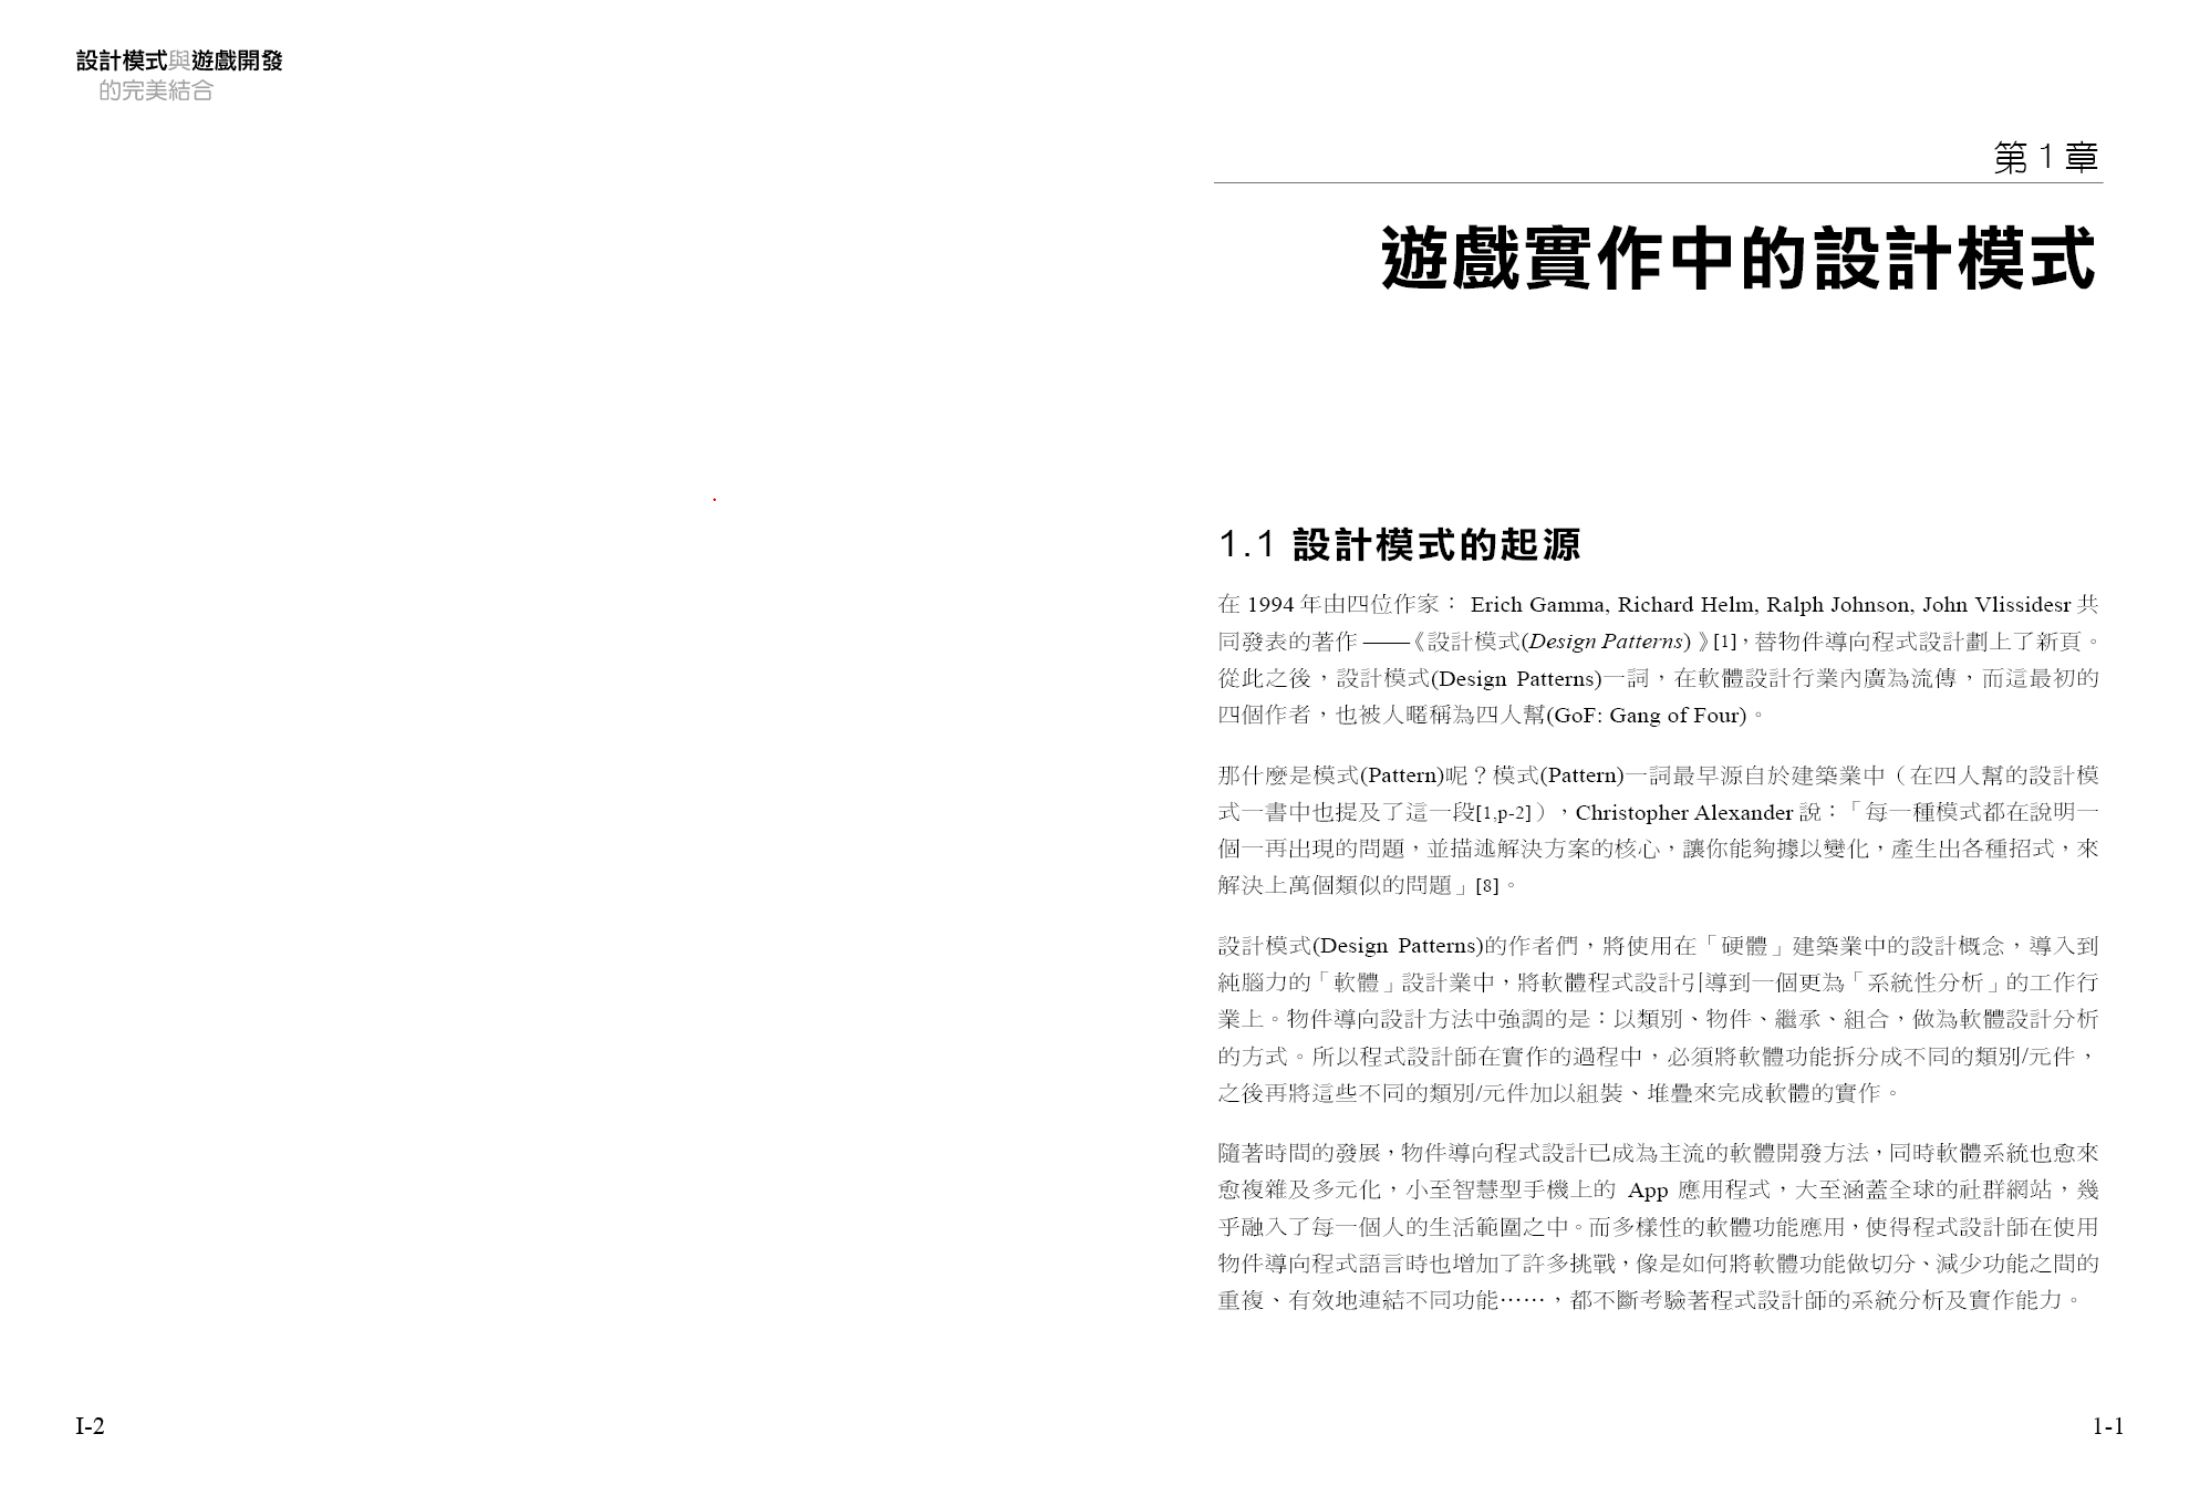 設計模式與遊戲開發
的完美結合
I-2
第 1 章
遊戲實作中的設計模式
1.1 設計模式的起源
在 1994 年由四位作家： Erich Gamma, Richard Helm, Ralph Johnson, John Vlissidesr 共
同發表的著作 ——《設計模式(Design Patterns) 》[1]，替物件導向程式設計劃上了新頁。
從此之後，設計模式(Design Patterns)一詞，在軟體設計行業內廣為流傳，而這最初的
四個作者，也被人暱稱為四人幫(GoF: Gang of Four)。
那什麼是模式(Pattern)呢？模式(Pattern)一詞最早源自於建築業中（在四人幫的設計模
式一書中也提及了這一段[1,p-2]），Christopher Alexander 說：「每一種模式都在說明一
個一再出現的問題，並描述解決方案的核心，讓你能夠據以變化，產生出各種招式，來
解決上萬個類似的問題」[8]。
設計模式(Design Patterns)的作者們，將使用在「硬體」建築業中的設計概念，導入到
純腦力的「軟體」設計業中，將軟體程式設計引導到一個更為「系統性分析」的工作行
業上。物件導向設計方法中強調的是：以類別、物件、繼承、組合，做為軟體設計分析
的方式。所以程式設計師在實作的過程中，必須將軟體功能拆分成不同的類別/元件，
之後再將這些不同的類別/元件加以組裝、堆疊來完成軟體的實作。
隨著時間的發展，物件導向程式設計已成為主流的軟體開發方法，同時軟體系統也愈來
愈複雜及多元化，小至智慧型手機上的 App 應用程式，大至涵蓋全球的社群網站，幾
乎融入了每一個人的生活範圍之中。而多樣性的軟體功能應用，使得程式設計師在使用
物件導向程式語言時也增加了許多挑戰，像是如何將軟體功能做切分、減少功能之間的
重複、有效地連結不同功能……，都不斷考驗著程式設計師的系統分析及實作能力。
1-1